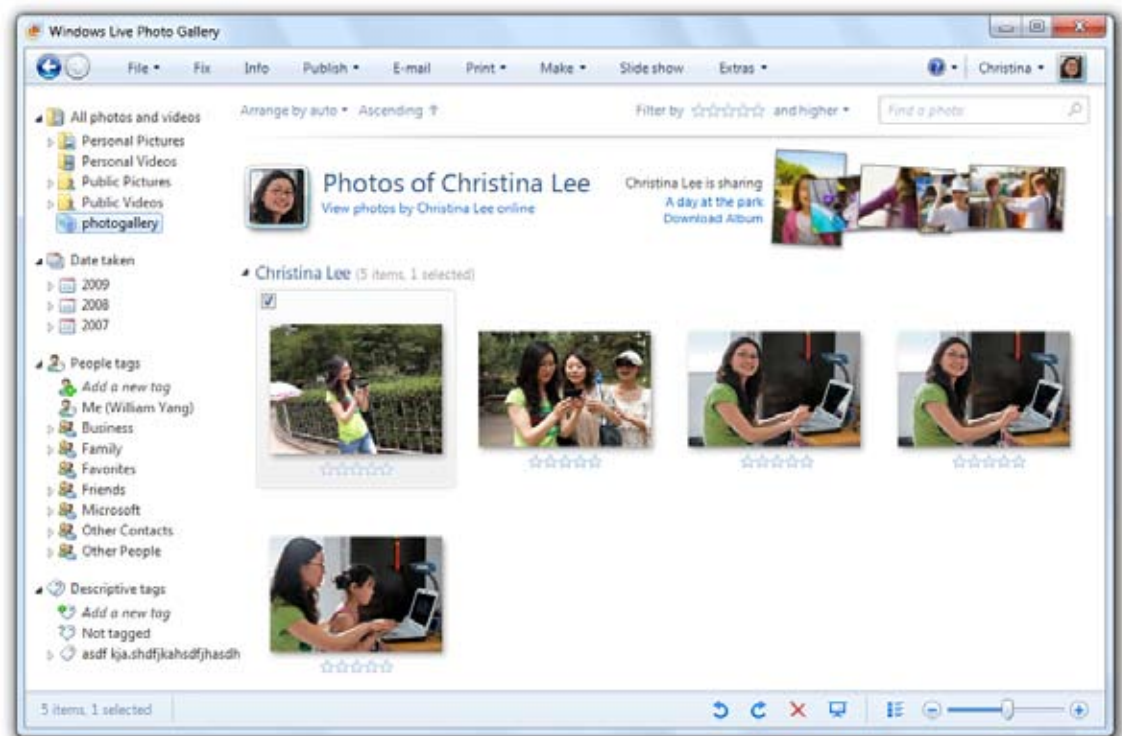 Windows Live Photo Gallery
File Fix Info Publish E-mail Print Make Slide show Extras Christina
Arrange by auto Ascending Filter by and higher Find a photo
All photos and videos
Personal Pictures
Personal Videos
Public Pictures
Public Videos
photogallery
Date taken
2009
2008
2007
People tags
Add a new tag
Me (William Yang)
Business
Family
Favorites
Friends
Microsoft
Other Contacts
Other People
Descriptive tags
Add a new tag
Not tagged
asdf kja.shdfjkahsdfjhasdh
Photos of Christina Lee
View photos by Christina Lee online
Christina Lee is sharing
A day at the park
Download Album
Christina Lee (5 items, 1 selected)
5 items, 1 selected